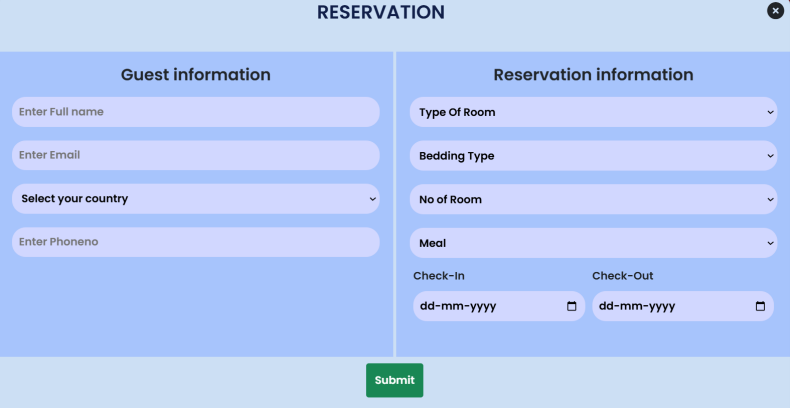 RESERVATION
Guest information
Enter Full name
Enter Email
Select your country
Enter Phoneno
Reservation information
Type Of Room
Bedding Type
No of Room
Meal
Check-In
Check-Out
dd-mm-yyyy
dd-mm-yyyy
Submit